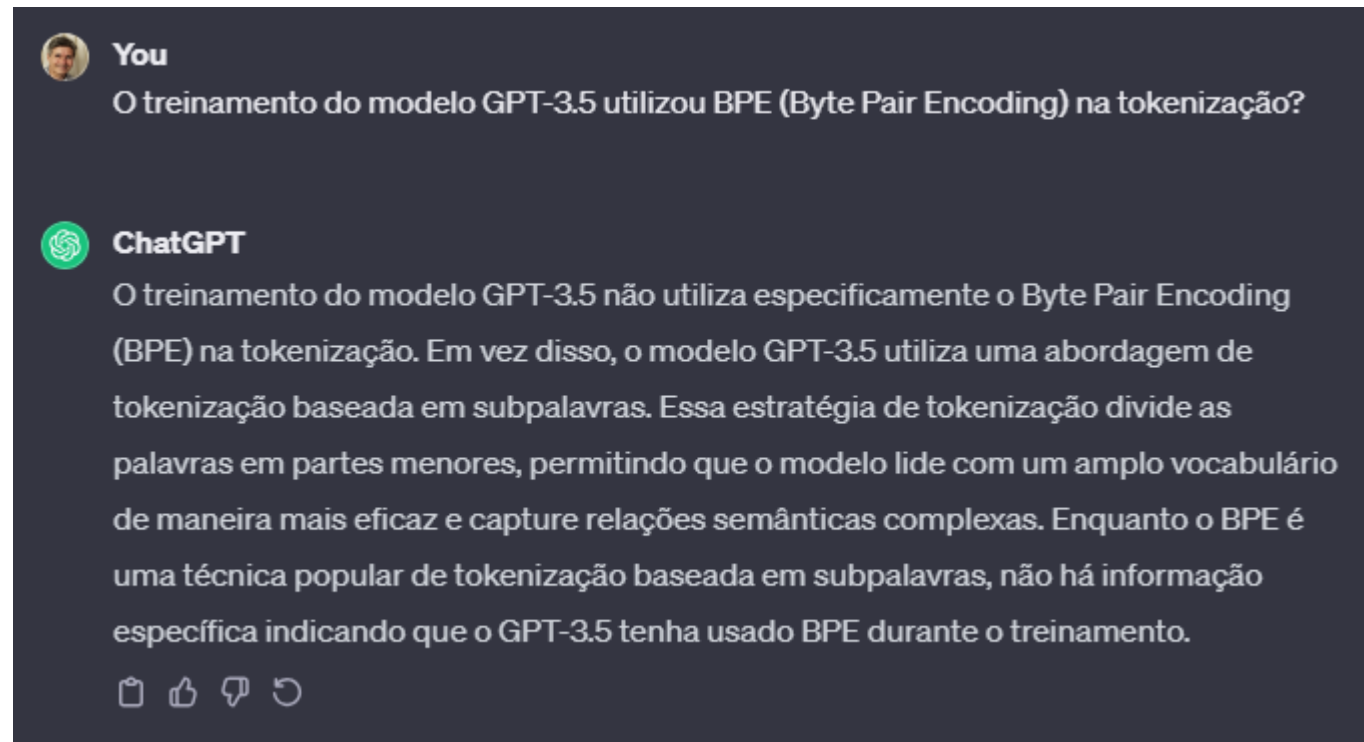 You
O treinamento do modelo GPT-3.5 utilizou BPE (Byte Pair Encoding) na tokenização?
ChatGPT
O treinamento do modelo GPT-3.5 não utiliza especificamente o Byte Pair Encoding
(BPE) na tokenização. Em vez disso, o modelo GPT-3.5 utiliza uma abordagem de
tokenização baseada em subpalavras. Essa estratégia de tokenização divide as
palavras em partes menores, permitindo que o modelo lide com um amplo vocabulário
de maneira mais eficaz e capture relações semânticas complexas. Enquanto o BPE é
uma técnica popular de tokenização baseada em subpalavras, não há informação
específica indicando que o GPT-3.5 tenha usado BPE durante o treinamento.